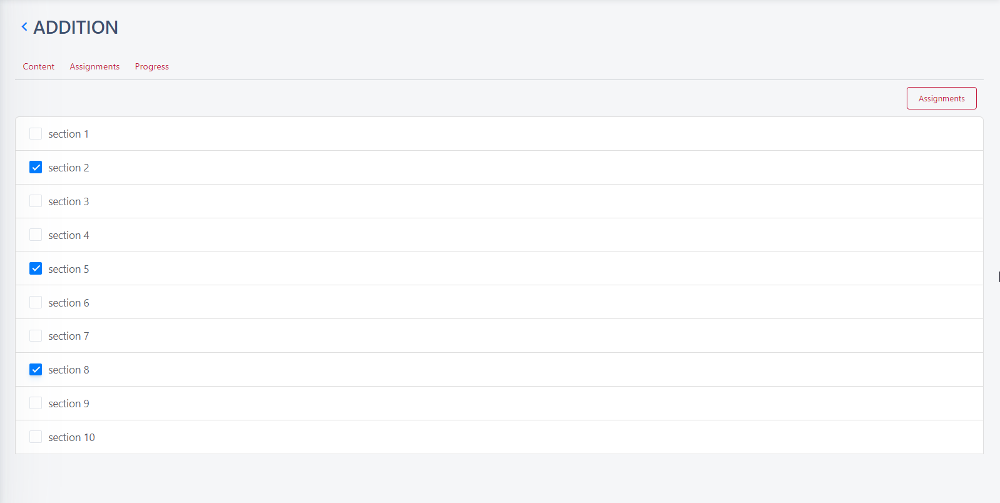 ADDITION
Content Assignments Progress
Assignments
section 1
section 2
section 3
section 4
section 5
section 6
section 7
section 8
section 9
section 10